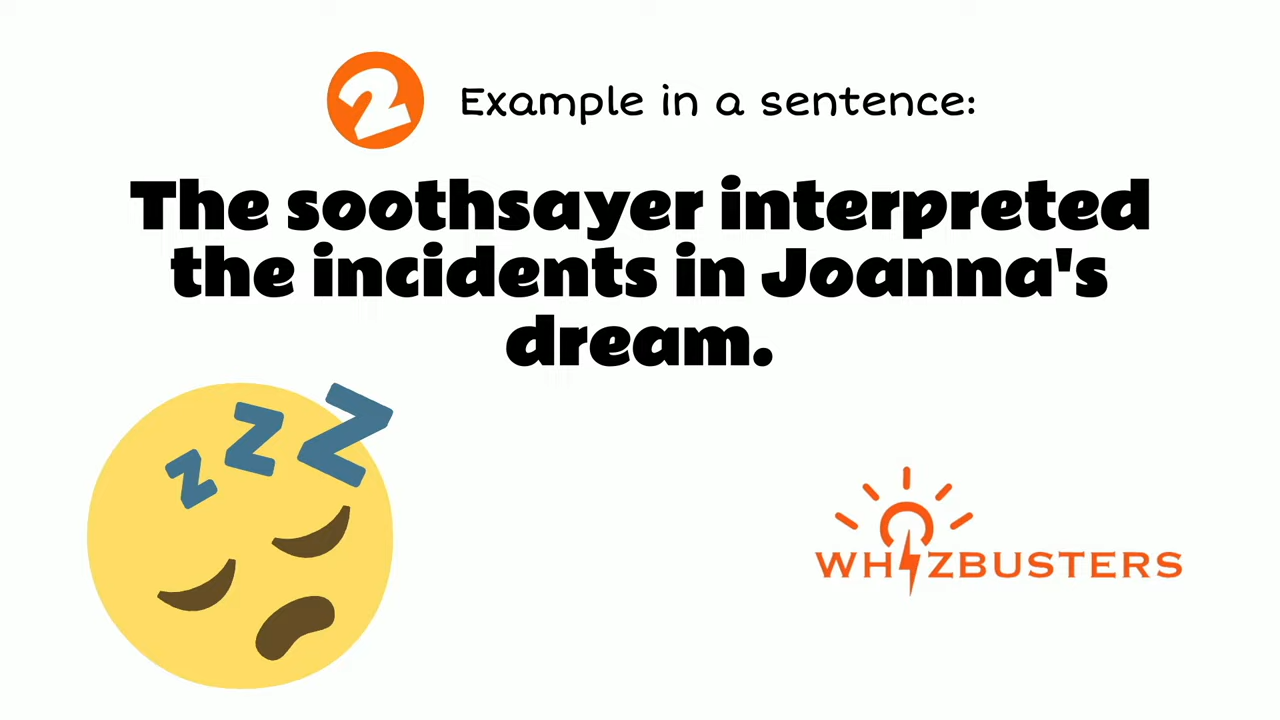 2 Example in a sentence:
The soothsayer interpreted
the incidents in Joanna's
dream.
z z Z
WHIZBUSTERS